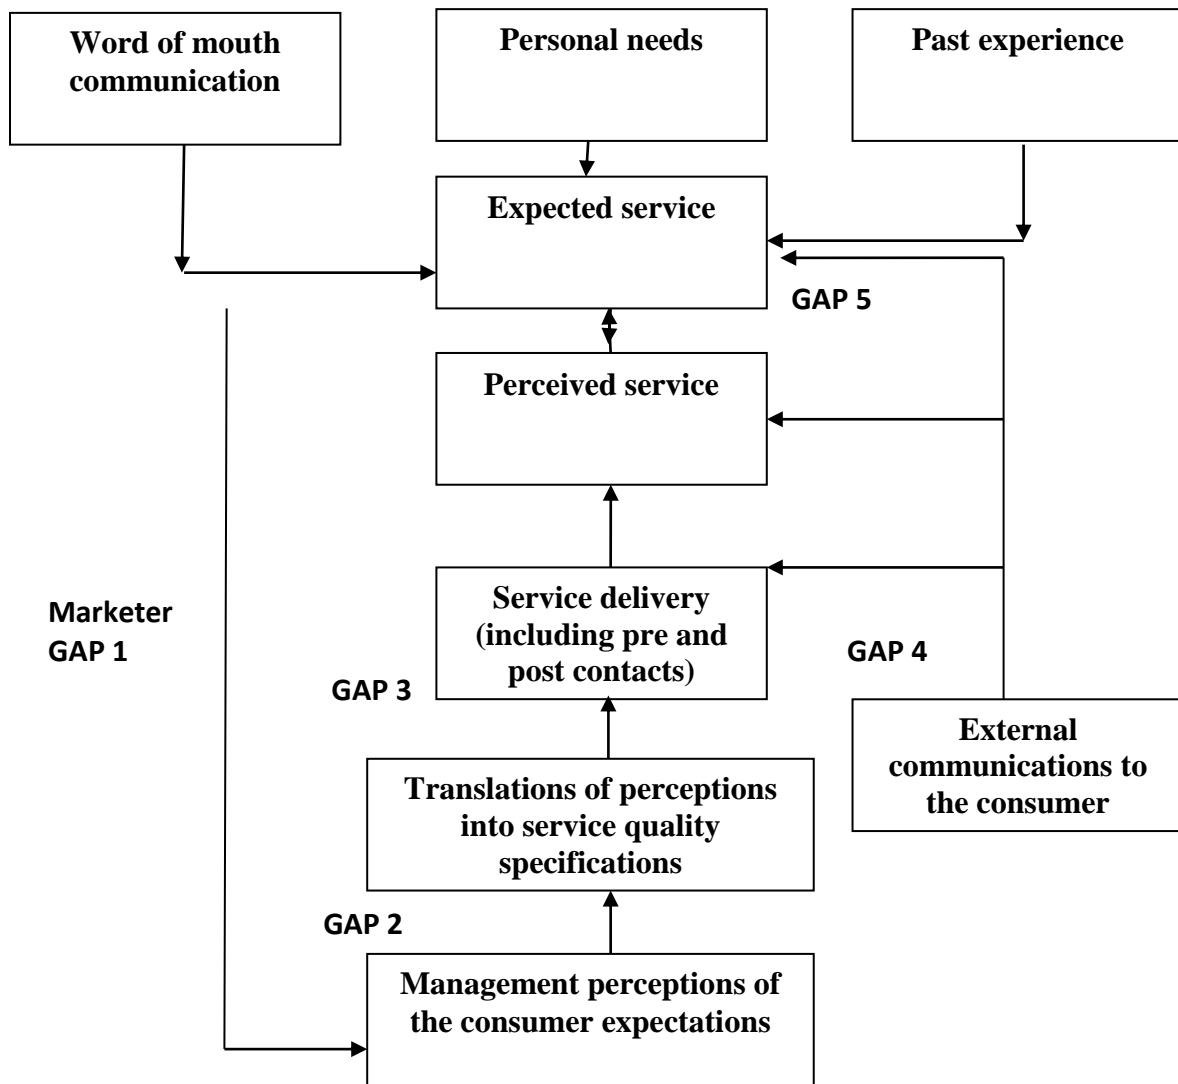 Word of mouth
communication
Personal needs
Past experience
Expected service
GAP 5
Perceived service
Marketer
GAP 1
Service delivery
(including pre and
post contacts)
GAP 4
GAP 3
External
communications to
the consumer
Translations of perceptions
into service quality
specifications
GAP 2
Management perceptions of
the consumer expectations